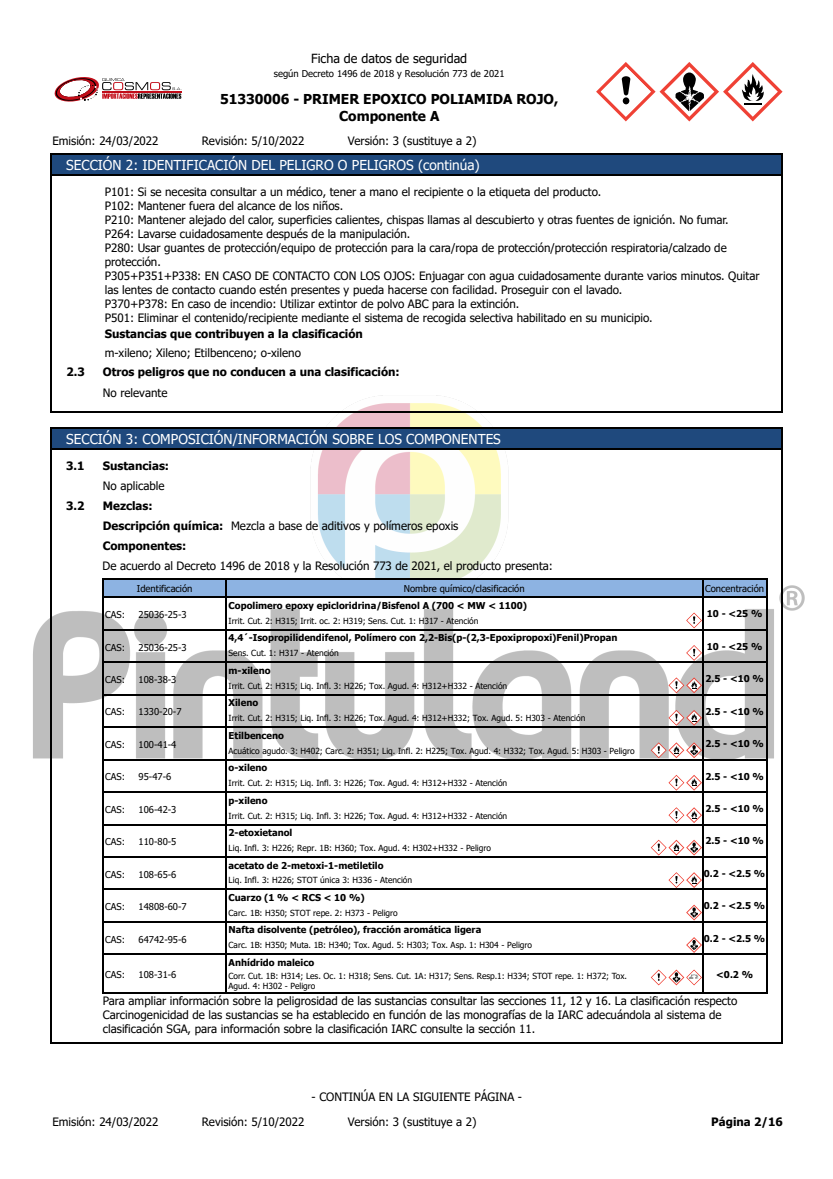 Ficha de datos de seguridad
según Decreto 1496 de 2018 y Resolución 773 de 2021
QUIMICA
COSMOS S.A.
IMPORTACIONES REPRESENTACIONES
51330006 - PRIMER EPOXICO POLIAMIDA ROJO,
Componente A
Emisión: 24/03/2022 Revisión: 5/10/2022 Versión: 3 (sustituye a 2)
SECCIÓN 2: IDENTIFICACIÓN DEL PELIGRO O PELIGROS (continúa)
P101: Si se necesita consultar a un médico, tener a mano el recipiente o la etiqueta del producto.
P102: Mantener fuera del alcance de los niños.
P210: Mantener alejado del calor, superficies calientes, chispas llamas al descubierto y otras fuentes de ignición. No fumar.
P264: Lavarse cuidadosamente después de la manipulación.
P280: Usar guantes de protección/equipo de protección para la cara/ropa de protección/protección respiratoria/calzado de
protección.
P305+P351+P338: EN CASO DE CONTACTO CON LOS OJOS: Enjuagar con agua cuidadosamente durante varios minutos. Quitar
las lentes de contacto cuando estén presentes y pueda hacerse con facilidad. Proseguir con el lavado.
P370+P378: En caso de incendio: Utilizar extintor de polvo ABC para la extinción.
P501: Eliminar el contenido/recipiente mediante el sistema de recogida selectiva habilitado en su municipio.
Sustancias que contribuyen a la clasificación
m-xileno; Xileno; Etilbenceno; o-xileno
2.3 Otros peligros que no conducen a una clasificación:
No relevante
SECCIÓN 3: COMPOSICIÓN/INFORMACIÓN SOBRE LOS COMPONENTES
3.1 Sustancias:
No aplicable
3.2 Mezclas:
Descripción química: Mezcla a base de aditivos y polímeros epoxis
Componentes:
De acuerdo al Decreto 1496 de 2018 y la Resolución 773 de 2021, el producto presenta:
Identificación Nombre químico/clasificación Concentración
Copolimero epoxy epicloridrina/Bisfenol A (700 < MW < 1100)
CAS: 25036-25-3 Irrit. Cut. 2: H315; Irrit. oc. 2: H319; Sens. Cut. 1: H317 - Atención 10 - <25 %
4,4´-Isopropilidendifenol, Polímero con 2,2-Bis(p-(2,3-Epoxipropoxi)Fenil)Propan
CAS: 25036-25-3 Sens. Cut. 1: H317 - Atención 10 - <25 %
m-xileno
CAS: 108-38-3 Irrit. Cut. 2: H315; Liq. Infl. 3: H226; Tox. Agud. 4: H312+H332 - Atención 2.5 - <10 %
Xileno
CAS: 1330-20-7 Irrit. Cut. 2: H315; Liq. Infl. 3: H226; Tox. Agud. 4: H312+H332; Tox. Agud. 5: H303 - Atención 2.5 - <10 %
Etilbenceno
CAS: 100-41-4 Acuático agudo. 3: H402; Carc. 2: H351; Liq. Infl. 2: H225; Tox. Agud. 4: H332; Tox. Agud. 5: H303 - Peligro 2.5 - <10 %
o-xileno
CAS: 95-47-6 Irrit. Cut. 2: H315; Liq. Infl. 3: H226; Tox. Agud. 4: H312+H332 - Atención 2.5 - <10 %
p-xileno
CAS: 106-42-3 Irrit. Cut. 2: H315; Liq. Infl. 3: H226; Tox. Agud. 4: H312+H332 - Atención 2.5 - <10 %
2-etoxietanol
CAS: 110-80-5 Liq. Infl. 3: H226; Repr. 1B: H360; Tox. Agud. 4: H302+H332 - Peligro 2.5 - <10 %
acetato de 2-metoxi-1-metiletilo
CAS: 108-65-6 Liq. Infl. 3: H226; STOT única 3: H336 - Atención 0.2 - <2.5 %
Cuarzo (1 % < RCS < 10 %)
CAS: 14808-60-7 Carc. 1B: H350; STOT repe. 2: H373 - Peligro 0.2 - <2.5 %
Nafta disolvente (petróleo), fracción aromática ligera
CAS: 64742-95-6 Carc. 1B: H350; Muta. 1B: H340; Tox. Agud. 5: H303; Tox. Asp. 1: H304 - Peligro 0.2 - <2.5 %
Anhídrido maleico
CAS: 108-31-6 Corr. Cut. 1B: H314; Les. Oc. 1: H318; Sens. Cut. 1A: H317; Sens. Resp.1: H334; STOT repe. 1: H372; Tox. <0.2 %
Agud. 4: H302 - Peligro
Pintuland®
Para ampliar información sobre la peligrosidad de las sustancias consultar las secciones 11, 12 y 16. La clasificación respecto
Carcinogenicidad de las sustancias se ha establecido en función de las monografías de la IARC adecuándola al sistema de
clasificación SGA, para información sobre la clasificación IARC consulte la sección 11.
- CONTINÚA EN LA SIGUIENTE PÁGINA -
Emisión: 24/03/2022 Revisión: 5/10/2022 Versión: 3 (sustituye a 2) Página 2/16